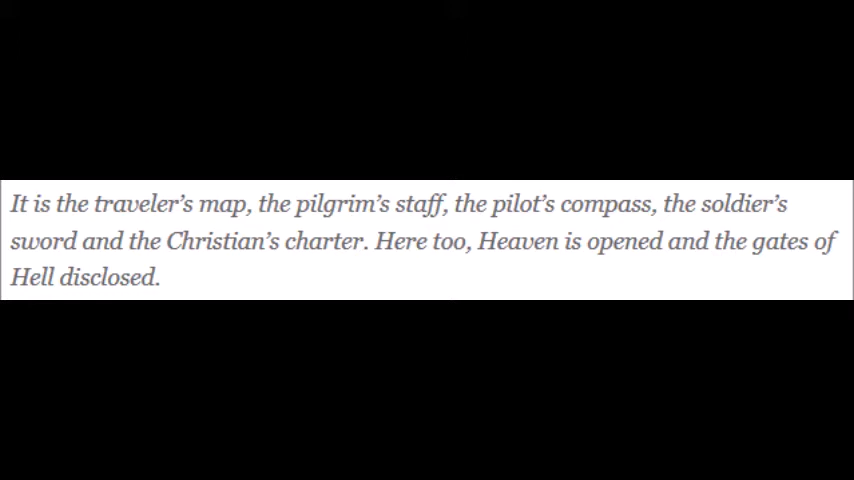 It is the traveler’s map, the pilgrim’s staff, the pilot’s compass, the soldier’s
sword and the Christian’s charter. Here too, Heaven is opened and the gates of
Hell disclosed.